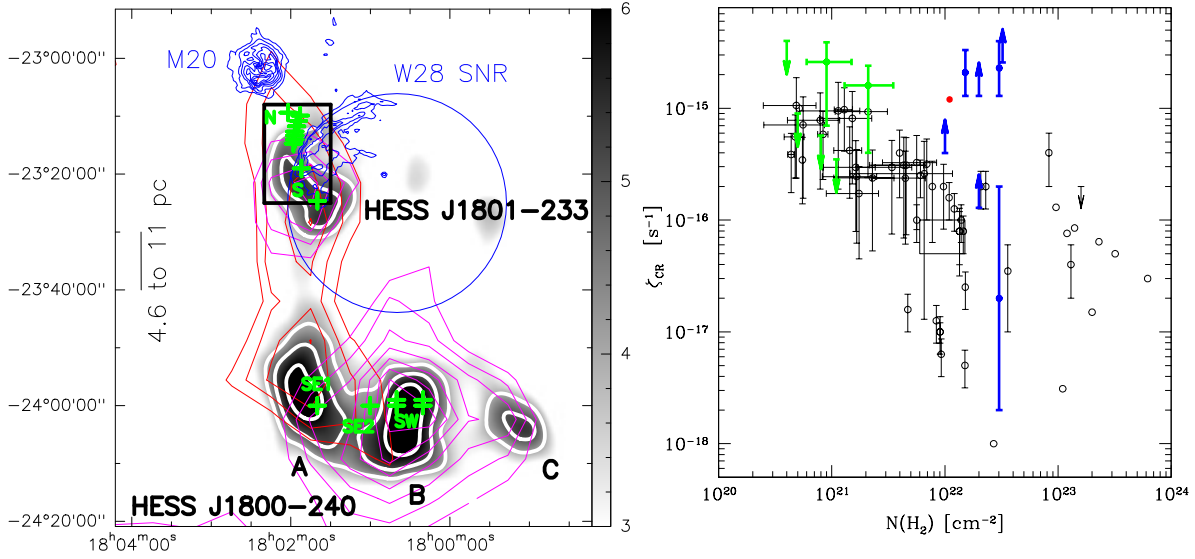 M20
W28 SNR
N
S
HESS J1801−233
4.6 to 11 pc
SE1
SE2
SW
A
B
C
HESS J1800−240
−23°00'00''
−23°20'00''
−23°40'00''
−24°00'00''
−24°20'00''
18ʰ04ᵐ00ˢ
18ʰ02ᵐ00ˢ
18ʰ00ᵐ00ˢ
6
5
4
3
10⁻¹⁵
10⁻¹⁶
10⁻¹⁷
10⁻¹⁸
ζCR [s⁻¹]
10²⁰
10²¹
10²²
10²³
10²⁴
N(H₂) [cm⁻²]